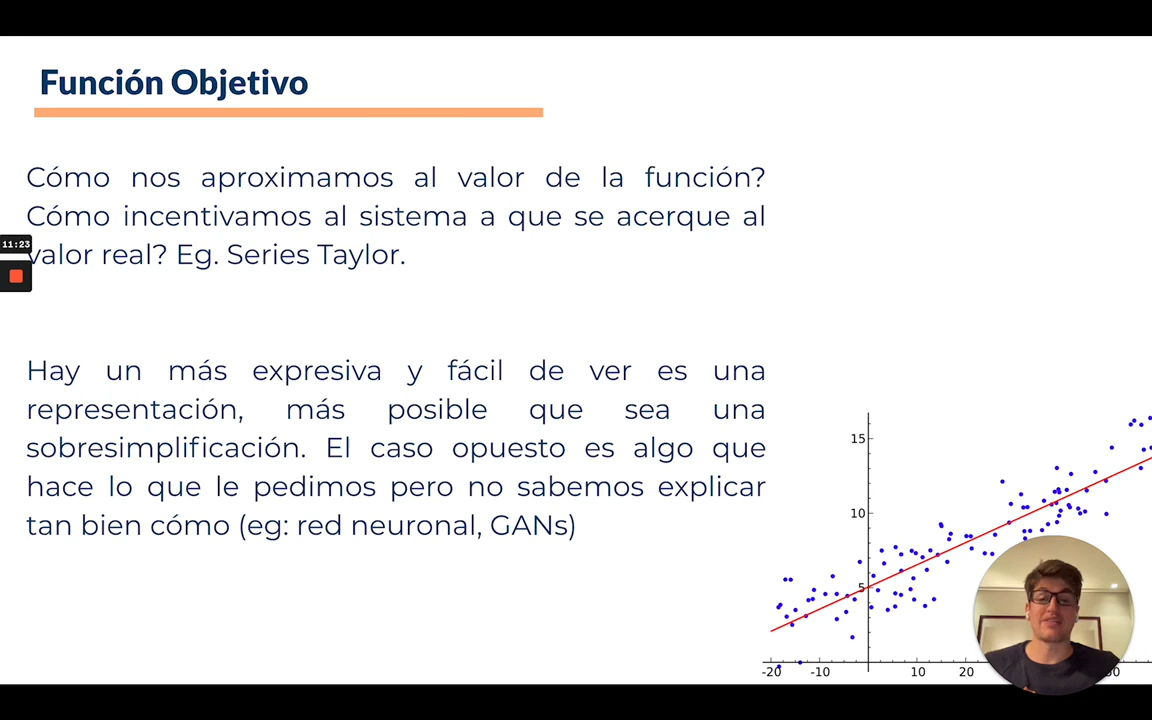 Función Objetivo
Cómo nos aproximamos al valor de la función?
Cómo incentivamos al sistema a que se acerque al
valor real? Eg. Series Taylor.
11:23
Hay un más expresiva y fácil de ver es una
representación, más posible que sea una
sobresimplificación. El caso opuesto es algo que
hace lo que le pedimos pero no sabemos explicar
tan bien cómo (eg: red neuronal, GANs)
15
10
5
-20 -10 10 20